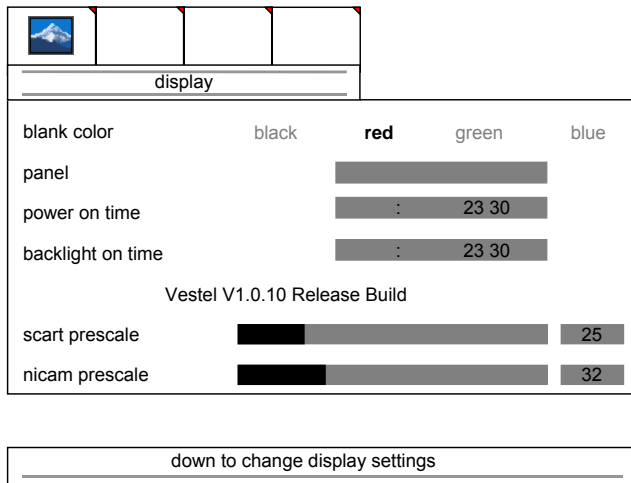 display
blank color black red green blue
panel
power on time : 23 30
backlight on time : 23 30
Vestel V1.0.10 Release Build
scart prescale 25
nicam prescale 32
down to change display settings